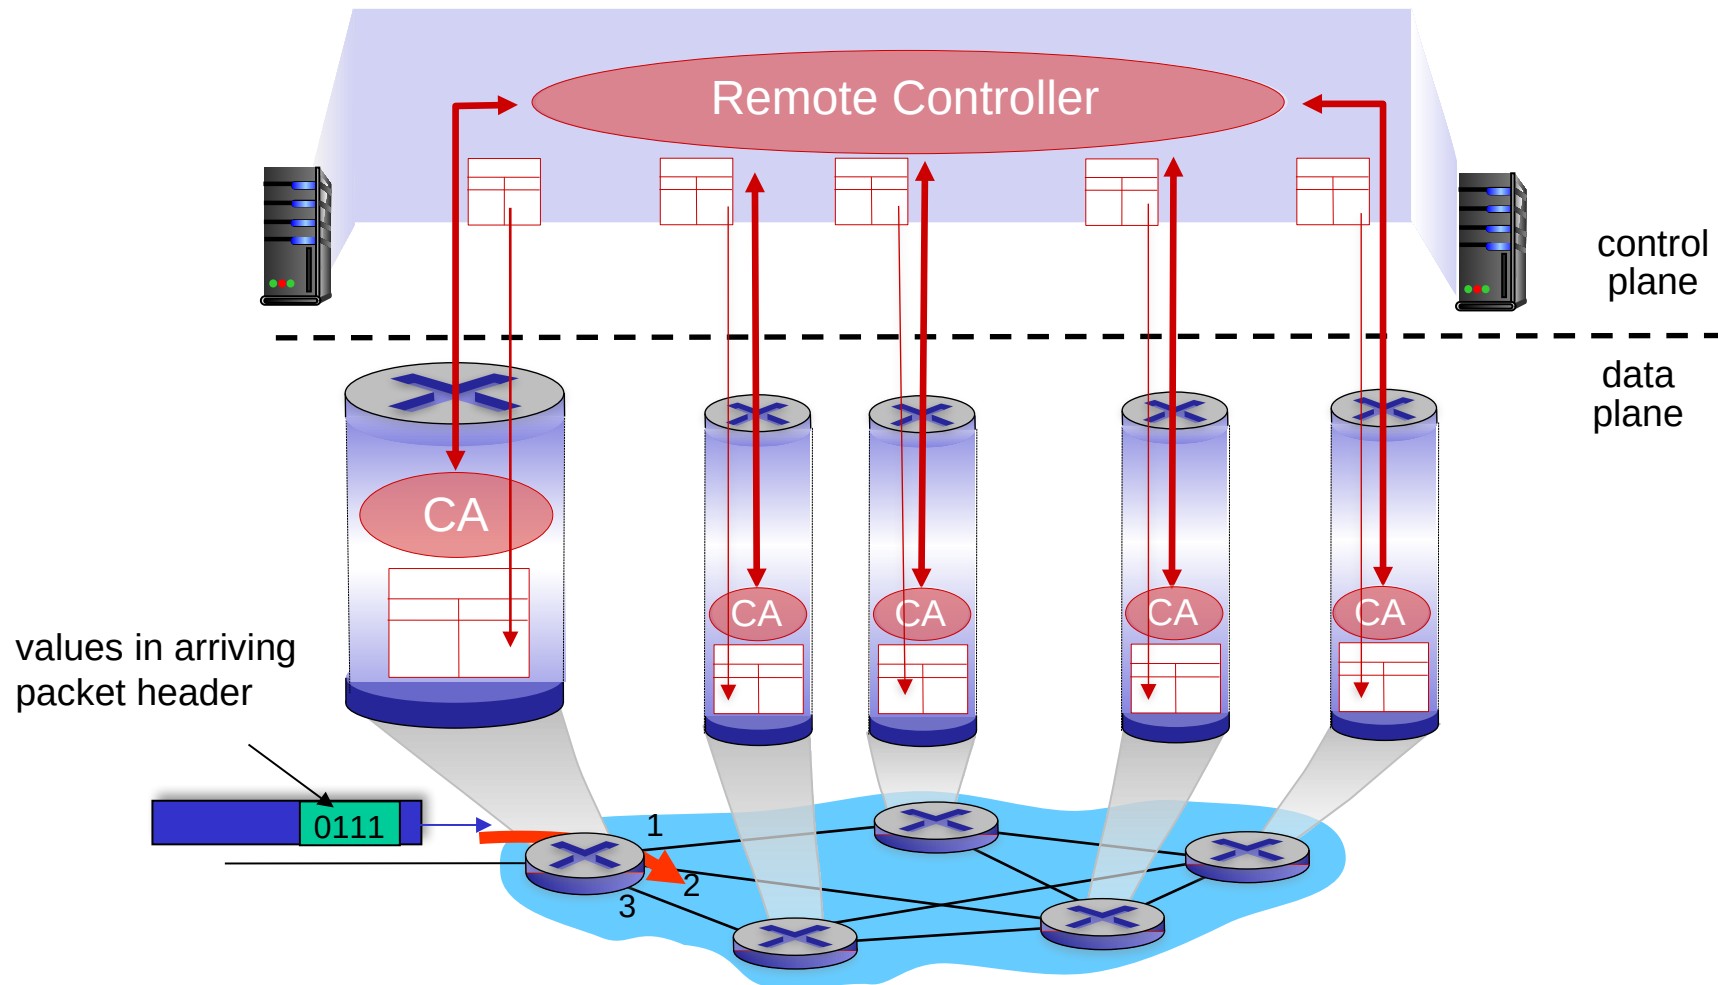 Remote Controller
control
plane
data
plane
CA
CA
CA
CA
CA
values in arriving
packet header
0111
1
2
3